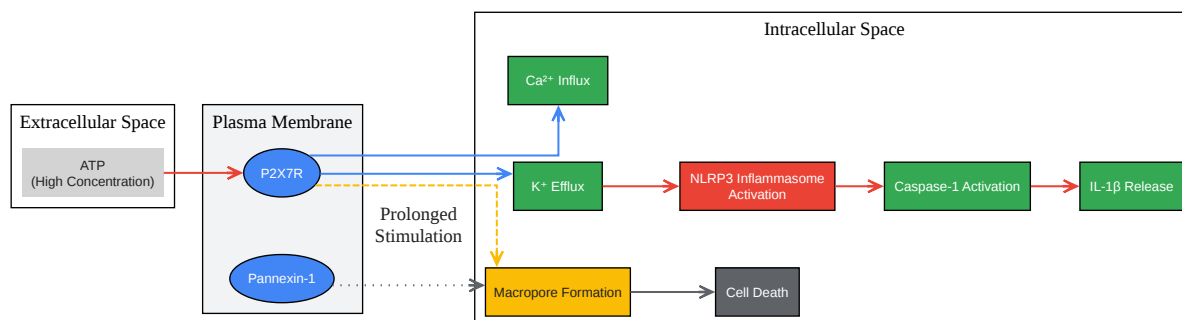 Intracellular Space
Ca²⁺ Influx
Extracellular Space
Plasma Membrane
ATP
(High Concentration)
P2X7R
K⁺ Efflux
NLRP3 Inflammasome
Activation
Caspase-1 Activation
IL-1β Release
Prolonged
Stimulation
Pannexin-1
Macropore Formation
Cell Death